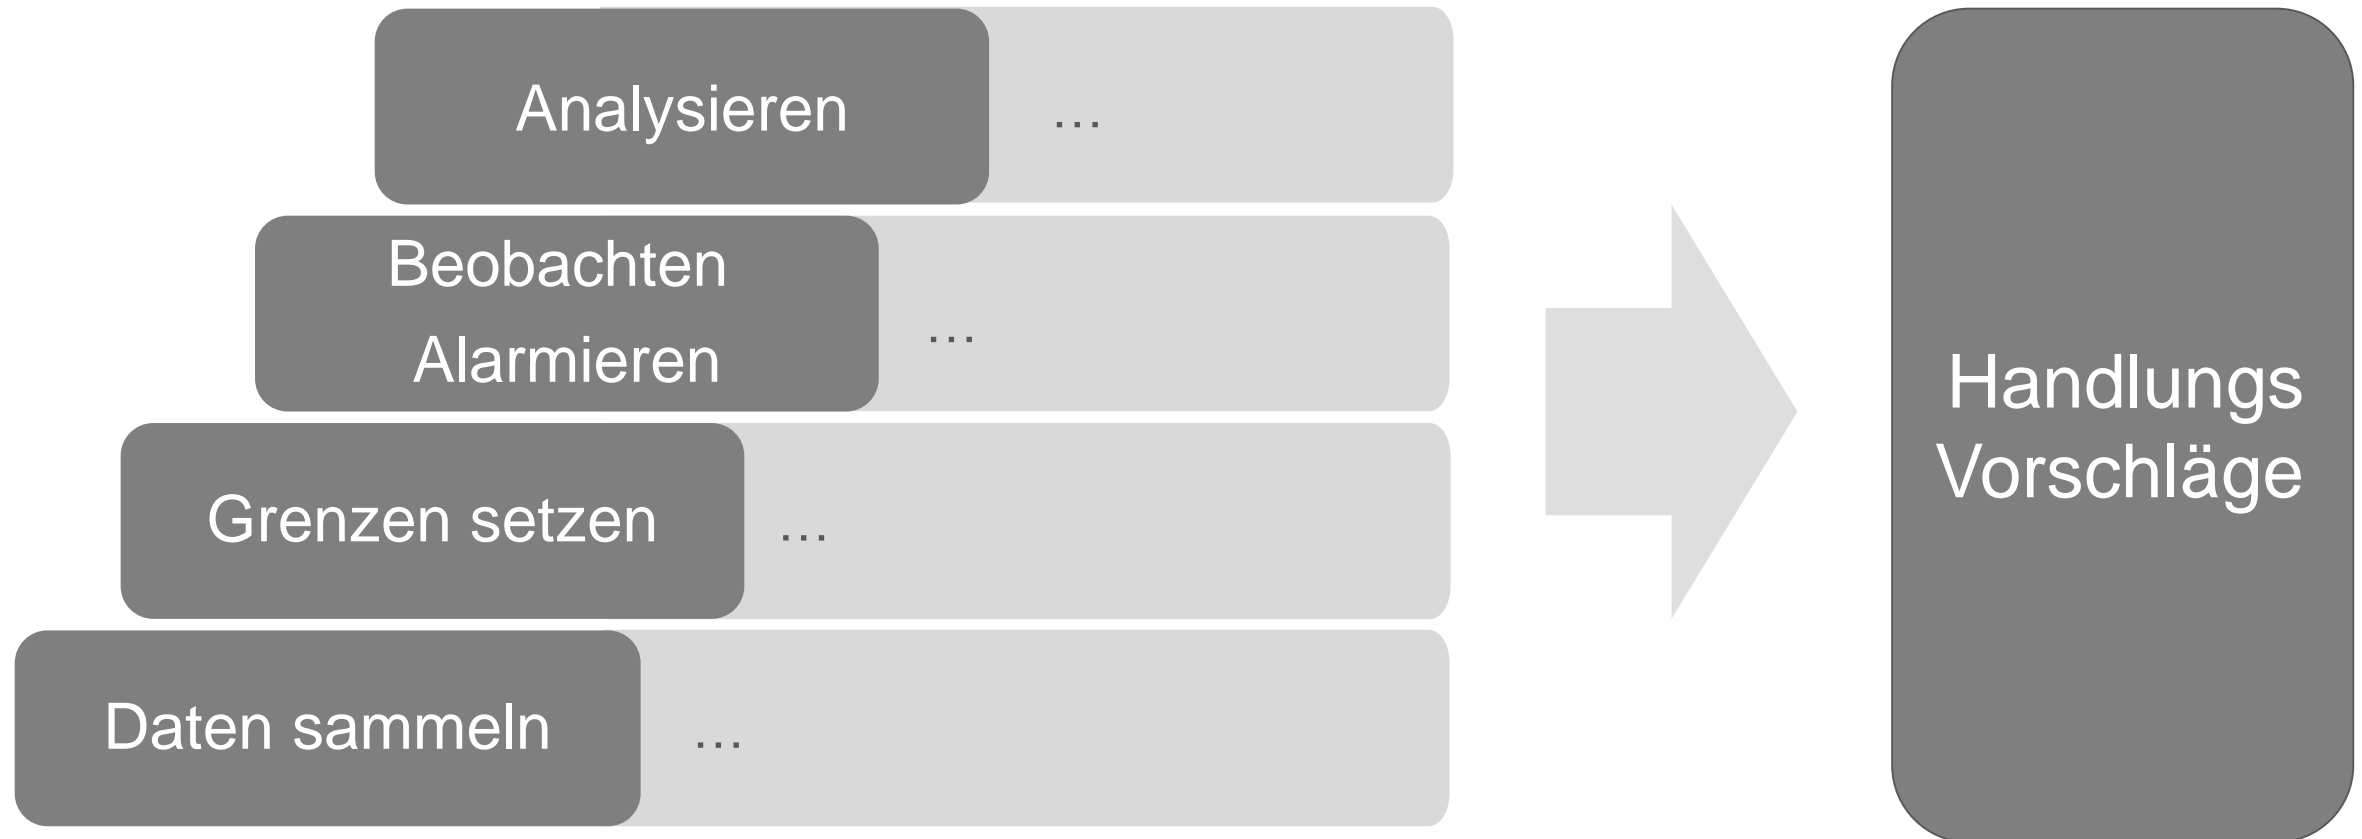 Analysieren
…
Beobachten
Alarmieren
…
Grenzen setzen
…
Daten sammeln
…
Handlungs
Vorschläge